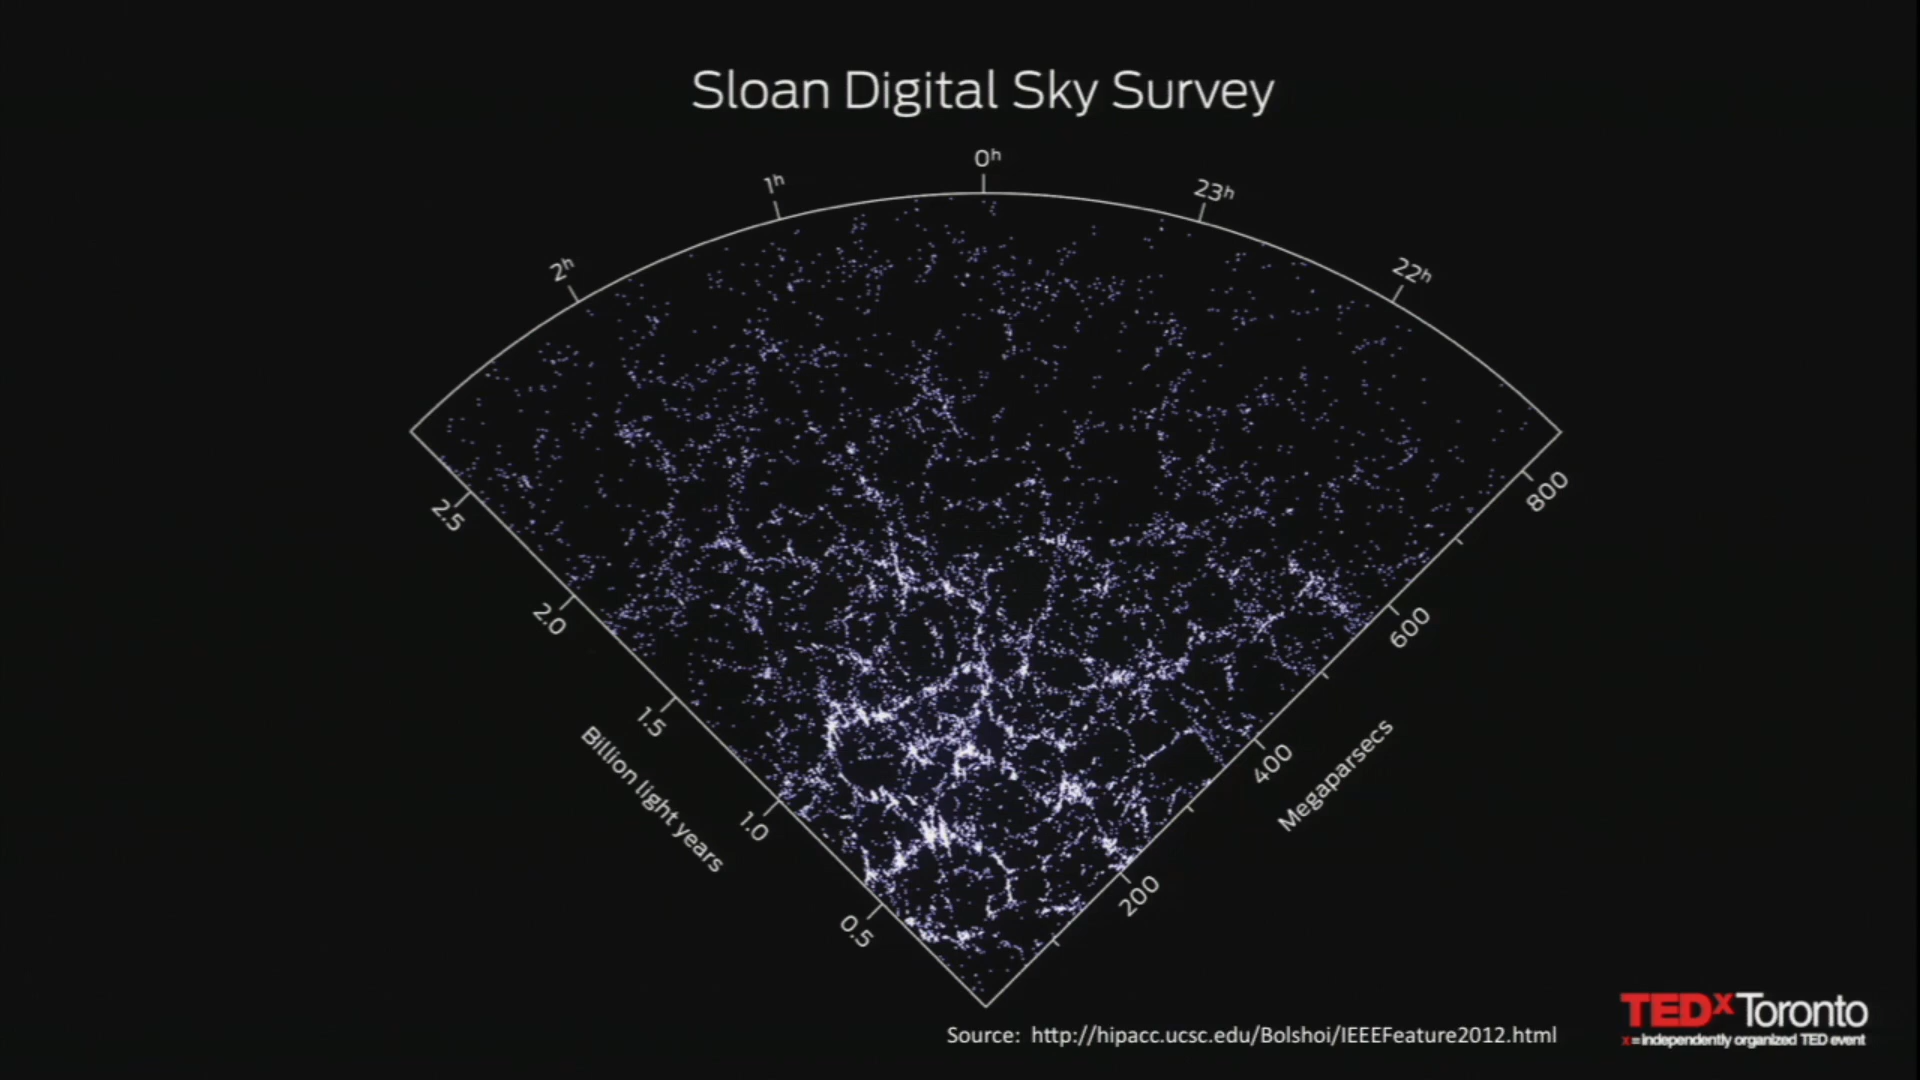 Sloan Digital Sky Survey
0h
1h
23h
2h
22h
2.5
800
2.0
600
1.5
Billion light years
400
Megaparsecs
1.0
200
0.5
TEDxToronto
x = independently organized TED event
Source: http://hipacc.ucsc.edu/Bolshoi/IEEEFeature2012.html